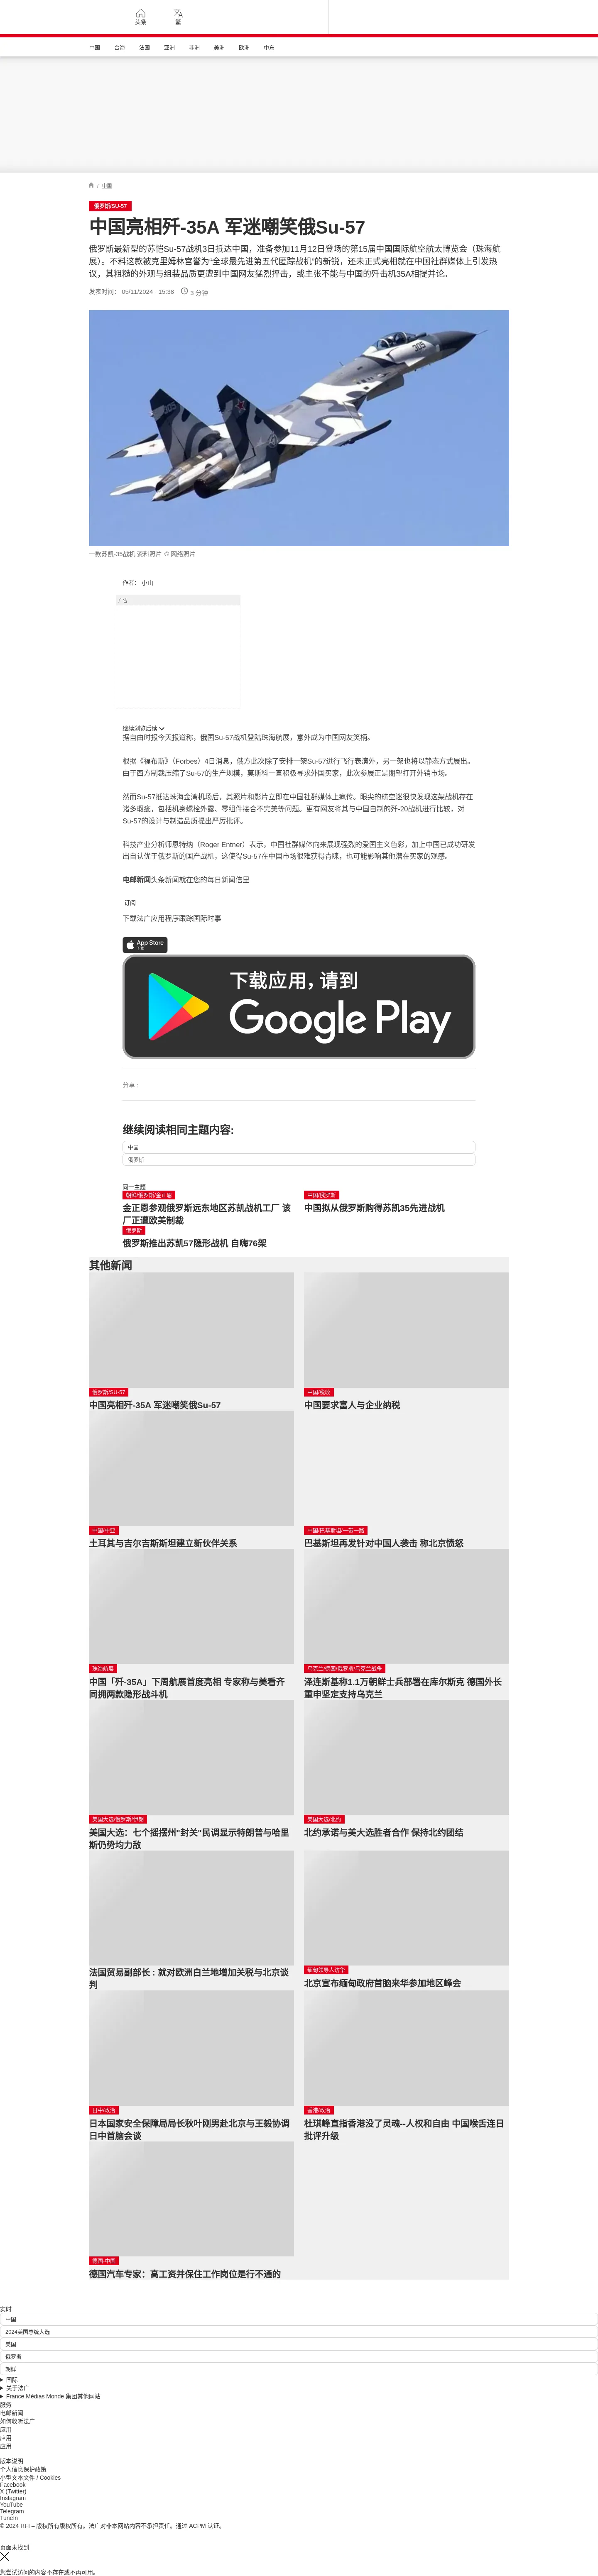 头条
繁
中国
台海
法国
亚洲
非洲
美洲
欧洲
中东
/ 中国
俄罗斯/SU-57
中国亮相歼-35A 军迷嘲笑俄Su-57
俄罗斯最新型的苏恺Su-57战机3日抵达中国，准备参加11月12日登场的第15届中国国际航空航太博览会（珠海航
展）。不料这款被克里姆林宫誉为“全球最先进第五代匿踪战机”的新锐，还未正式亮相就在中国社群媒体上引发热
议，其粗糙的外观与组装品质更遭到中国网友猛烈抨击，或主张不能与中国的歼击机35A相提并论。
发表时间： 05/11/2024 - 15:38
3 分钟
305
一款苏凯-35战机 资料照片 © 网络照片
作者： 小山
广告
继续浏览后续
据自由时报今天报道称，俄国Su-57战机登陆珠海航展，意外成为中国网友笑柄。
根据《福布斯》（Forbes）4日消息，俄方此次除了安排一架Su-57进行飞行表演外，另一架也将以静态方式展出。
由于西方制裁压缩了Su-57的生产规模，莫斯科一直积极寻求外国买家，此次参展正是期望打开外销市场。
然而Su-57抵达珠海金湾机场后，其照片和影片立即在中国社群媒体上疯传。眼尖的航空迷很快发现这架战机存在
诸多瑕疵，包括机身螺栓外露、零组件接合不完美等问题。更有网友将其与中国自制的歼-20战机进行比较，对
Su-57的设计与制造品质提出严厉批评。
科技产业分析师恩特纳（Roger Entner）表示，中国社群媒体向来展现强烈的爱国主义色彩，加上中国已成功研发
出自认优于俄罗斯的国产战机，这使得Su-57在中国市场很难获得青睐，也可能影响其他潜在买家的观感。
电邮新闻头条新闻就在您的每日新闻信里
订阅
下载法广应用程序跟踪国际时事
App Store
下载
下载应用，请到
Google Play
分享 :
继续阅读相同主题内容:
中国
俄罗斯
同一主题
朝鲜/俄罗斯/金正恩
金正恩参观俄罗斯远东地区苏凯战机工厂 该
厂正遭欧美制裁
中国/俄罗斯
中国拟从俄罗斯购得苏凯35先进战机
俄罗斯
俄罗斯推出苏凯57隐形战机 自嗨76架
其他新闻
俄罗斯/SU-57
中国亮相歼-35A 军迷嘲笑俄Su-57
中国/税收
中国要求富人与企业纳税
中国/中亚
土耳其与吉尔吉斯斯坦建立新伙伴关系
中国/巴基斯坦/一带一路
巴基斯坦再发针对中国人袭击 称北京愤怒
珠海航展
中国「歼-35A」下周航展首度亮相 专家称与美看齐
同拥两款隐形战斗机
乌克兰/德国/俄罗斯/乌克兰战争
泽连斯基称1.1万朝鲜士兵部署在库尔斯克 德国外长
重申坚定支持乌克兰
美国大选/俄罗斯/伊朗
美国大选：七个摇摆州"封关"民调显示特朗普与哈里
斯仍势均力敌
美国大选/北约
北约承诺与美大选胜者合作 保持北约团结
法国贸易副部长：就对欧洲白兰地增加关税与北京谈
判
缅甸领导人访华
北京宣布缅甸政府首脑来华参加地区峰会
日中/政治
日本国家安全保障局局长秋叶刚男赴北京与王毅协调
日中首脑会谈
香港/政治
杜琪峰直指香港没了灵魂--人权和自由 中国喉舌连日
批评升级
德国-中国
德国汽车专家：高工资并保住工作岗位是行不通的
实时
中国
2024美国总统大选
美国
俄罗斯
朝鲜
国际
关于法广
France Médias Monde 集团其他网站
服务
电邮新闻
如何收听法广
应用
应用
应用
版本说明
个人信息保护政策
小型文本文件 / Cookies
Facebook
X (Twitter)
Instagram
YouTube
Telegram
TuneIn
© 2024 RFI – 版权所有版权所有。法广对非本网站内容不承担责任。通过 ACPM 认证。
页面未找到
您尝试访问的内容不存在或不再可用。